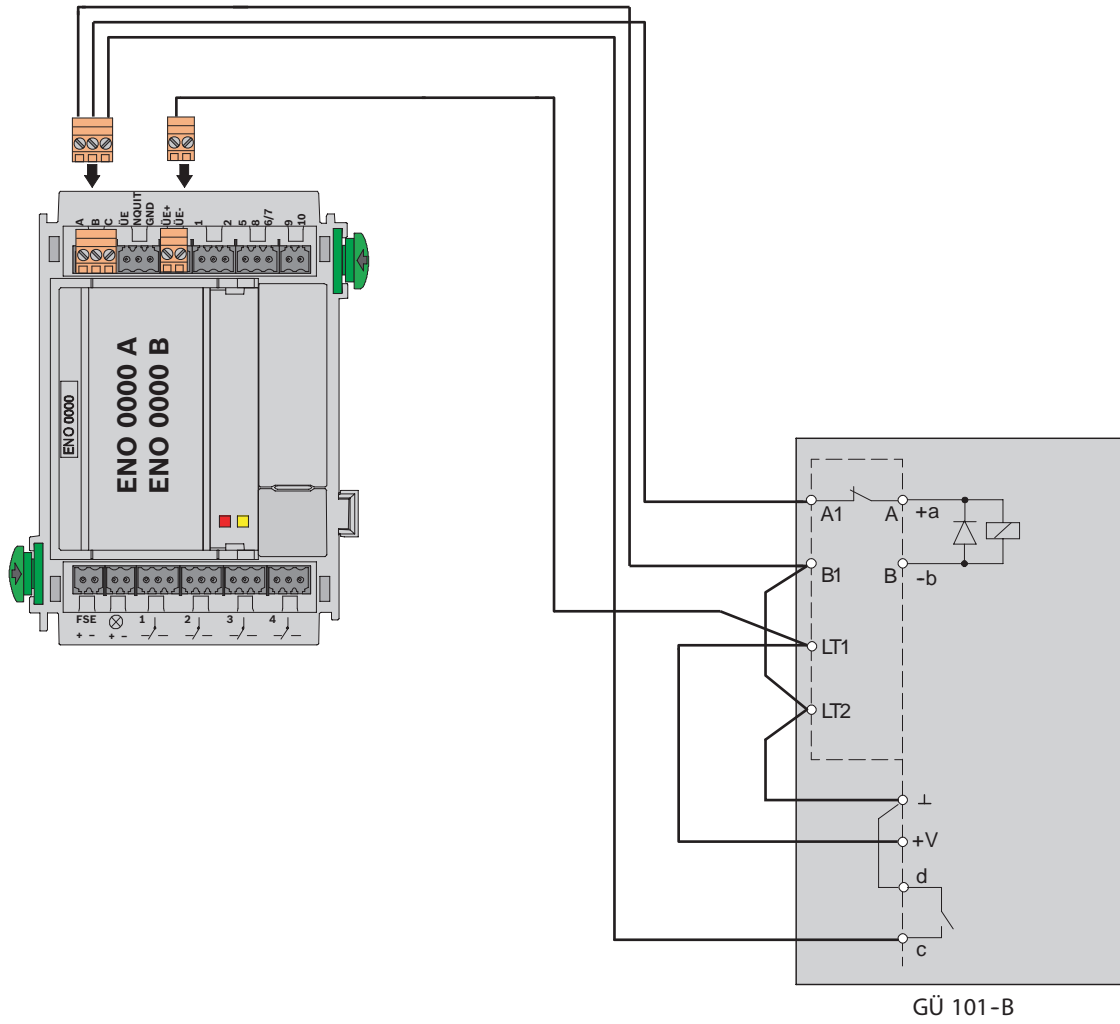 A
B
C
ÜE
NQUIT
GND
ÜE+
ÜE-
1
2
5
8
6/7
9
10
ENO 0000
ENO 0000 A
ENO 0000 B
FSE
+ -
+ -
1
2
3
4
A1
A
+a
B1
B
-b
LT1
LT2
⊥
+V
d
c
GÜ 101-B